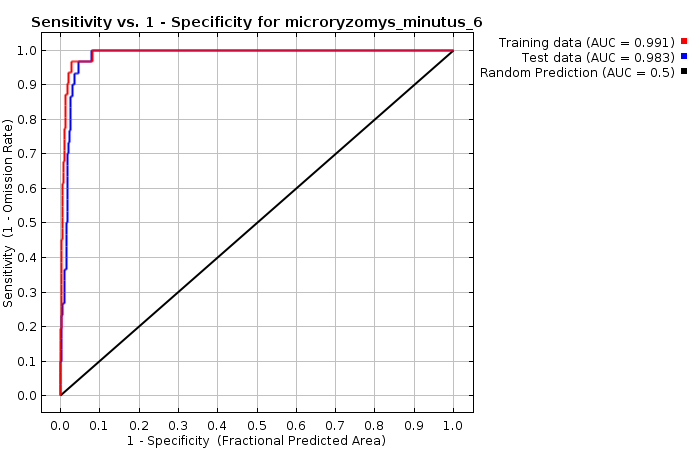 Sensitivity vs. 1 - Specificity for microryzomys_minutus_6
Training data (AUC = 0.991)
Test data (AUC = 0.983)
Random Prediction (AUC = 0.5)
Sensitivity (1 - Omission Rate)
1.0
0.9
0.8
0.7
0.6
0.5
0.4
0.3
0.2
0.1
0.0
0.0 0.1 0.2 0.3 0.4 0.5 0.6 0.7 0.8 0.9 1.0
1 - Specificity (Fractional Predicted Area)